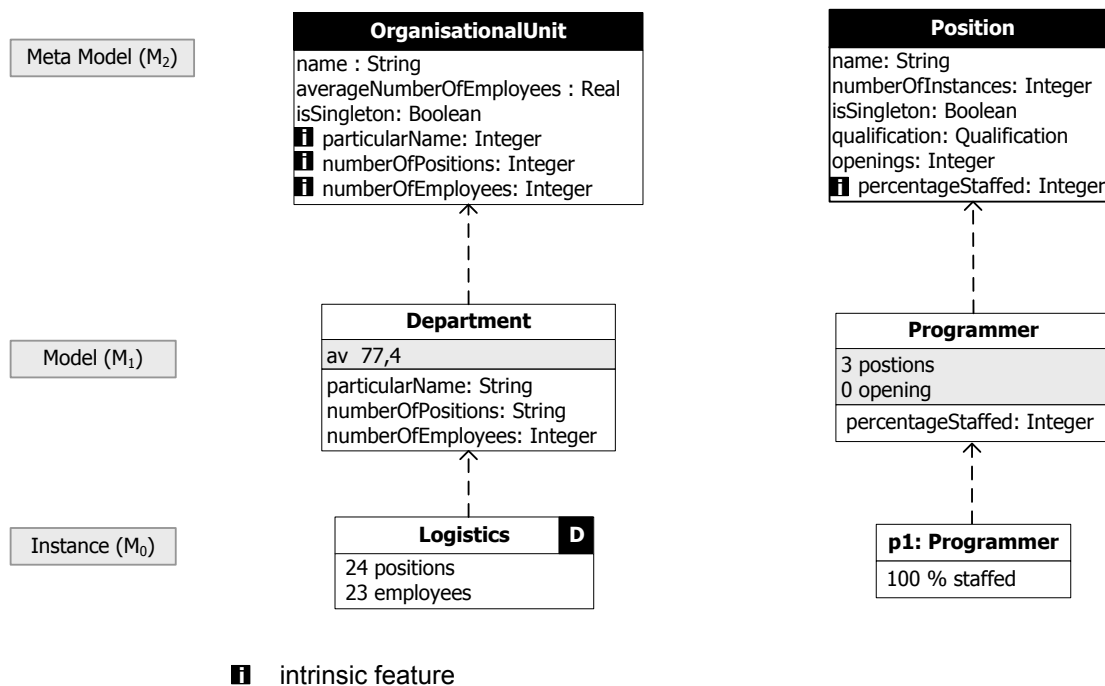 Meta Model (M2)
OrganisationalUnit
name : String
averageNumberOfEmployees : Real
isSingleton: Boolean
i particularName: Integer
i numberOfPositions: Integer
i numberOfEmployees: Integer
Position
name: String
numberOfInstances: Integer
isSingleton: Boolean
qualification: Qualification
openings: Integer
i percentageStaffed: Integer
Model (M1)
Department
av 77,4
particularName: String
numberOfPositions: String
numberOfEmployees: Integer
Programmer
3 postions
0 opening
percentageStaffed: Integer
Instance (M0)
Logistics D
24 positions
23 employees
p1: Programmer
100 % staffed
i intrinsic feature